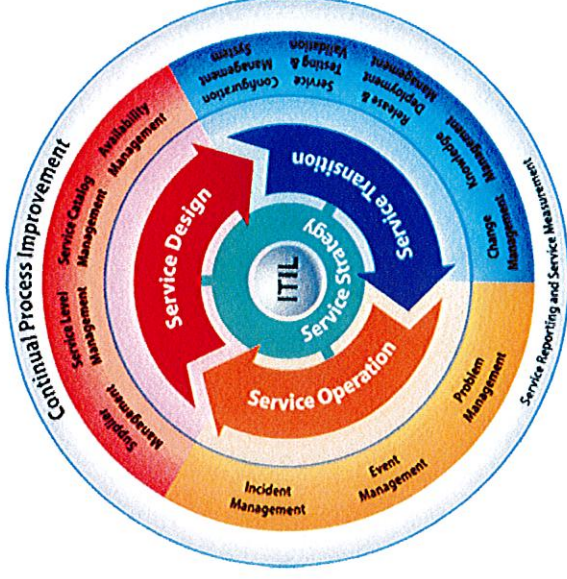 Continual Process Improvement
Supplier
Management
Service Level
Management
Service Catalog
Management
Availability
Management
Configuration
Management
System
Service
Testing &
Validation
Release &
Deployment
Management
Knowledge
Management
Change
Management
Problem
Management
Event
Management
Incident
Management
Service Reporting and Service Measurement
Service Design
Service Transition
Service Operation
Service Strategy
ITIL